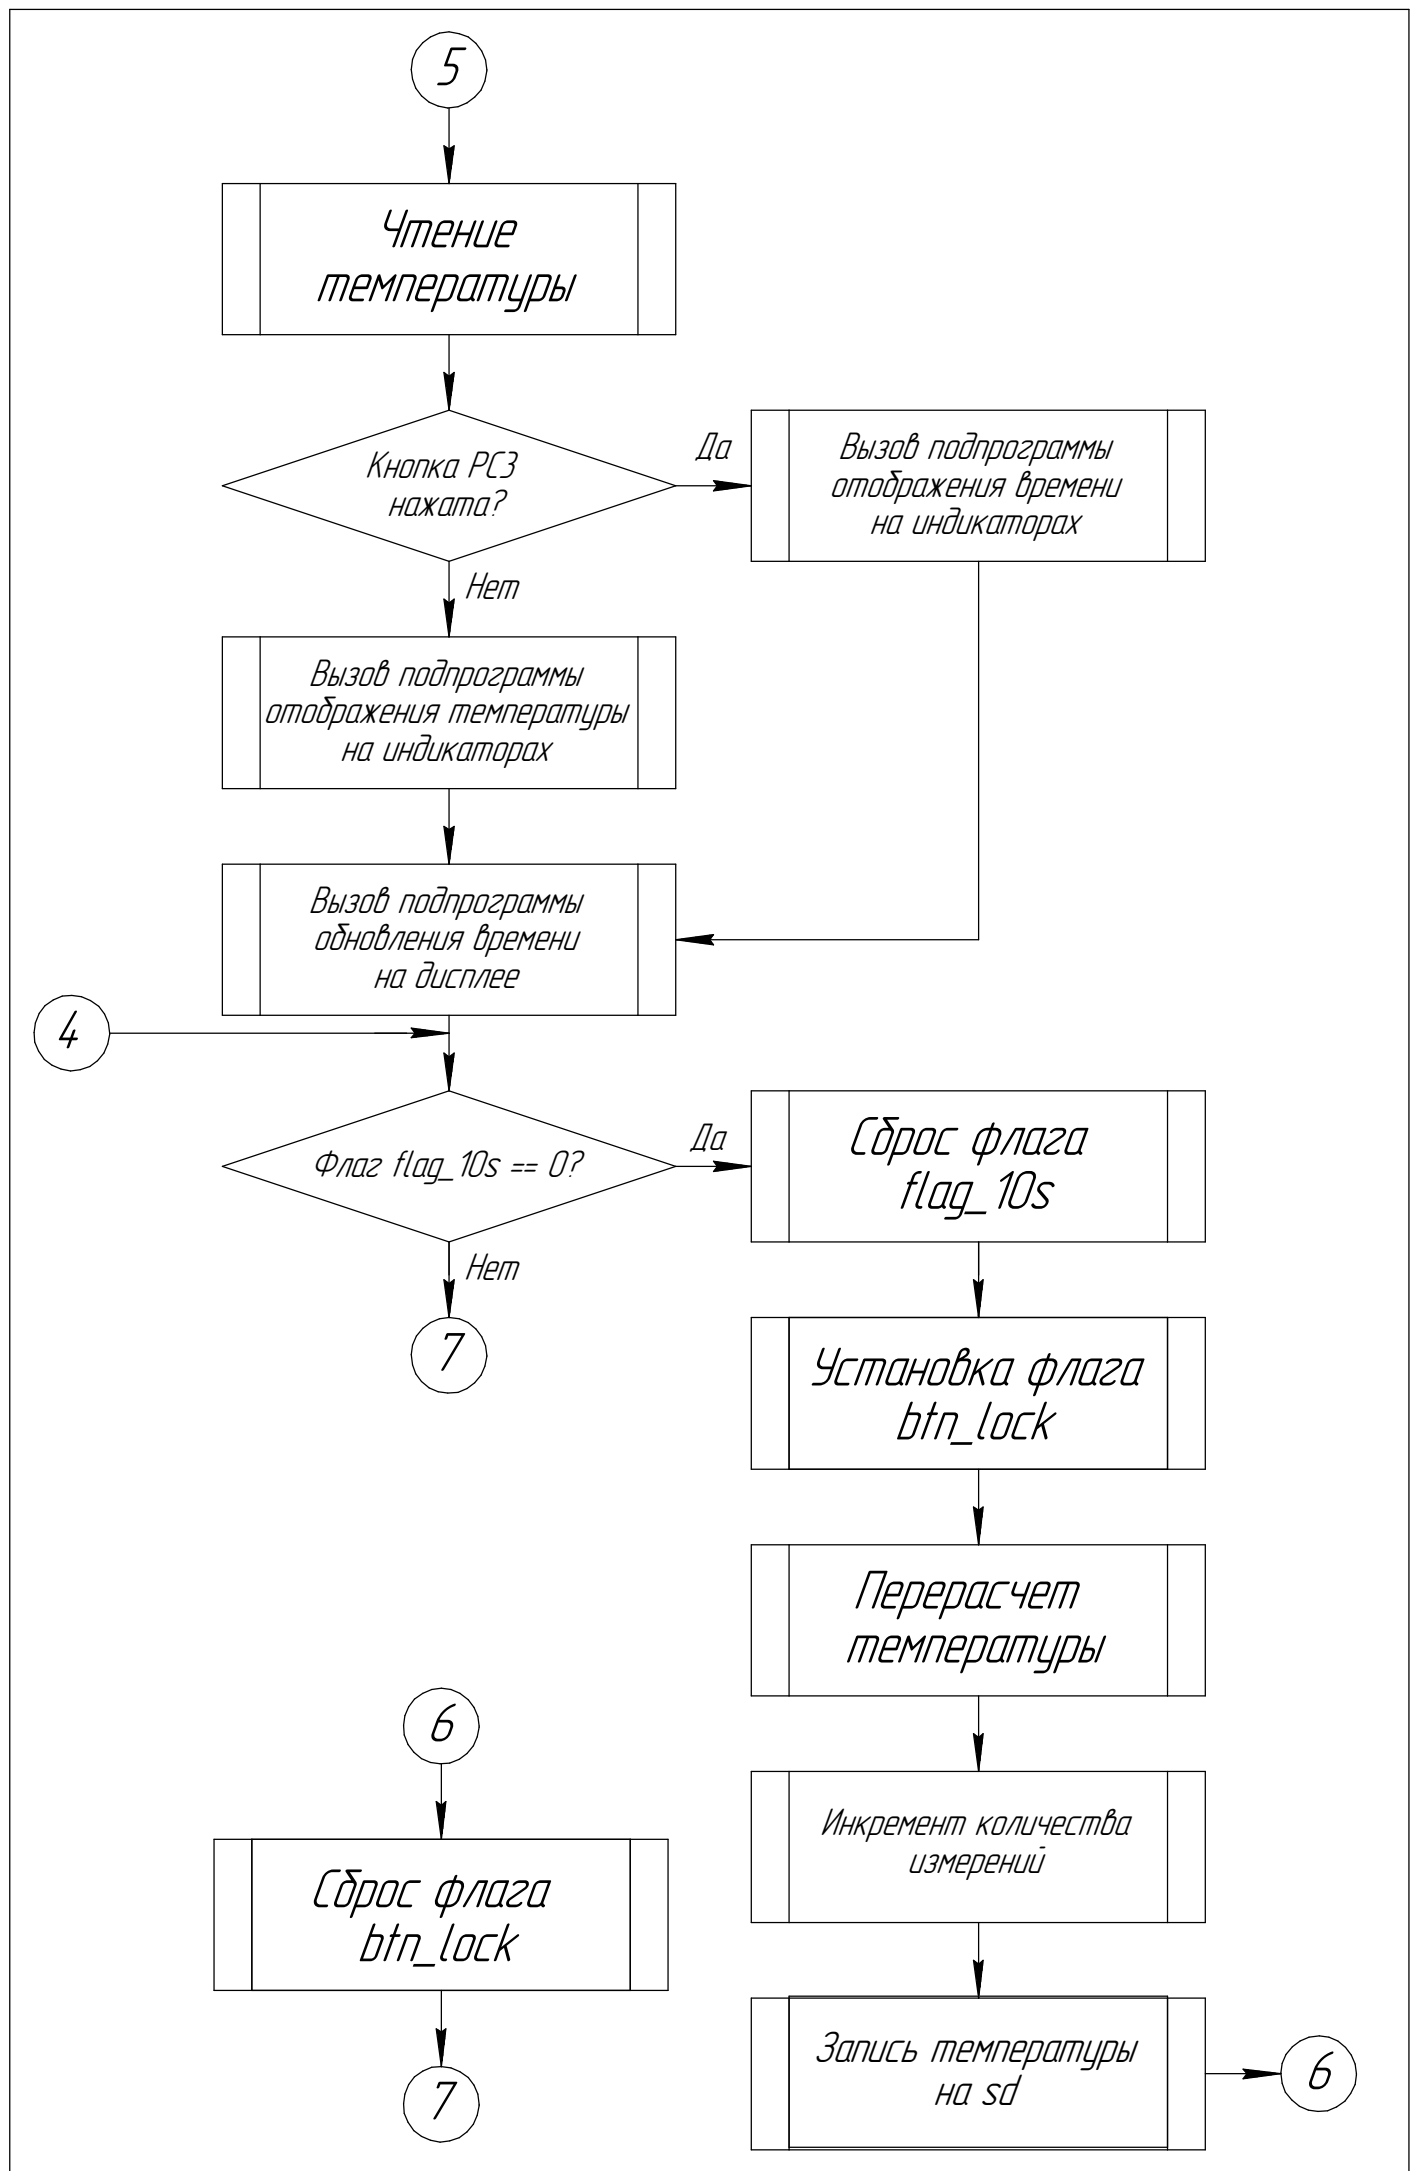 5
Чтение
температуры
Кнопка PC3
нажата?
Да
Вызов подпрограммы
отображения времени
на индикаторах
Нет
Вызов подпрограммы
отображения температуры
на индикаторах
Вызов подпрограммы
обновления времени
на дисплее
4
Флаг flag_10s == 0?
Да
Сброс флага
flag_10s
Нет
7
Установка флага
btn_lock
Перерасчет
температуры
6
Инкремент количества
измерений
Сброс флага
btn_lock
Запись температуры
на sd
6
7